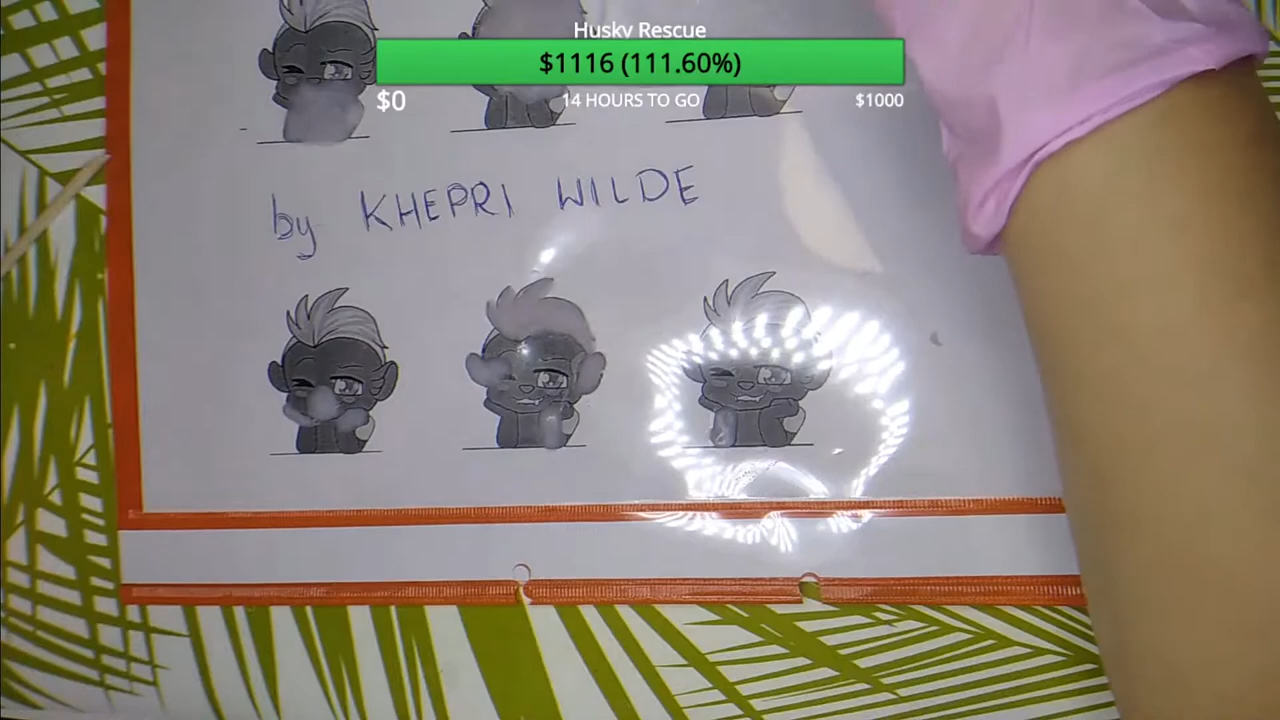 Husky Rescue
$1116 (111.60%)
$0
14 HOURS TO GO
$1000
by KHEPRI WILDE